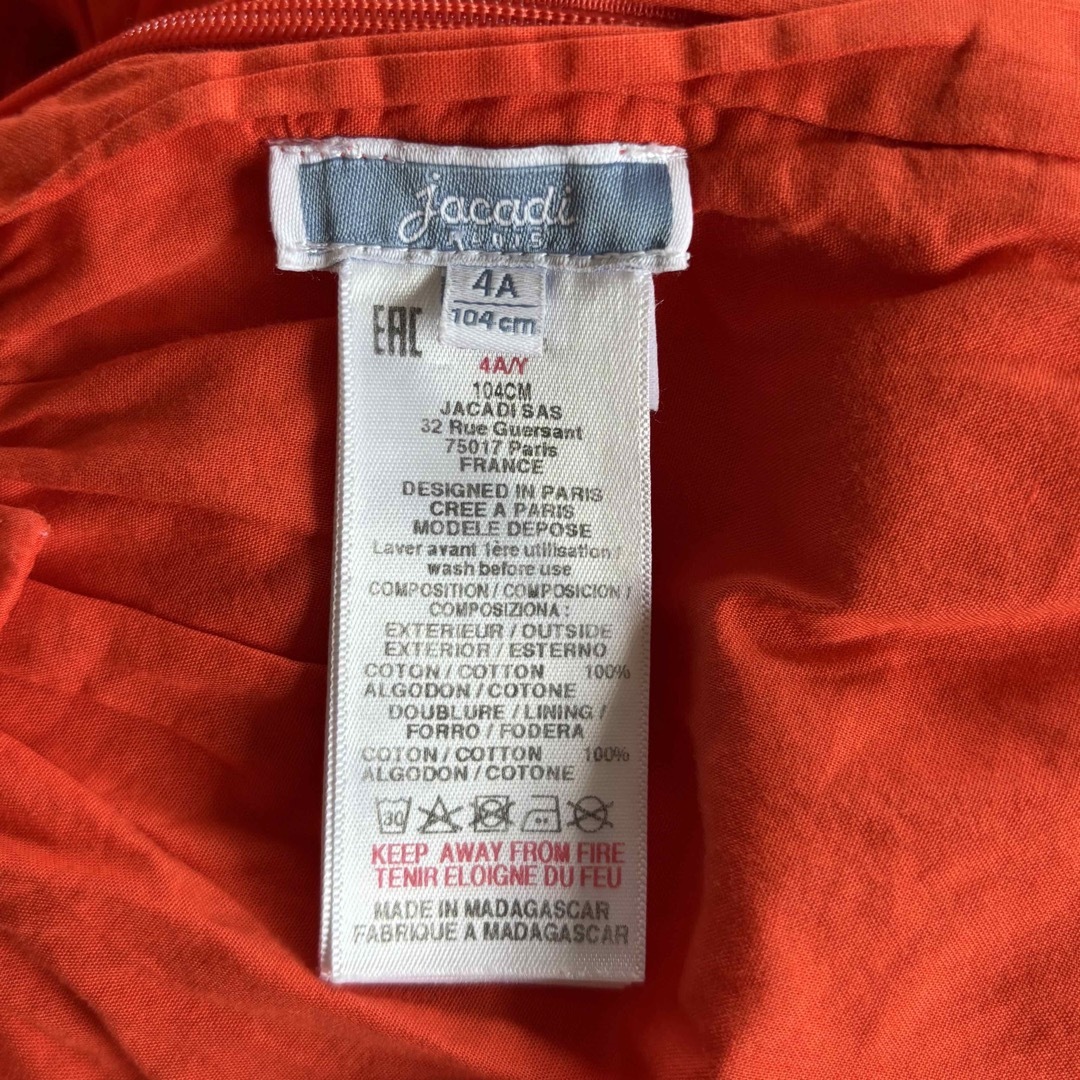 jacadi
PARIS
4A
104 cm
EAC
4A/Y
104CM
JACADI SAS
32 Rue Guersant
75017 Paris
FRANCE
DESIGNED IN PARIS
CREE A PARIS
MODELE DEPOSE
Laver avant 1ère utilisation /
wash before use
COMPOSITION / COMPOSICION /
COMPOSIZIONA :
EXTERIEUR / OUTSIDE
EXTERIOR / ESTERNO
COTON / COTTON 100%
ALGODON / COTONE
DOUBLURE / LINING /
FORRO / FODERA
COTON / COTTON 100%
ALGODON / COTONE
30
KEEP AWAY FROM FIRE
TENIR ELOIGNE DU FEU
MADE IN MADAGASCAR
FABRIQUE A MADAGASCAR